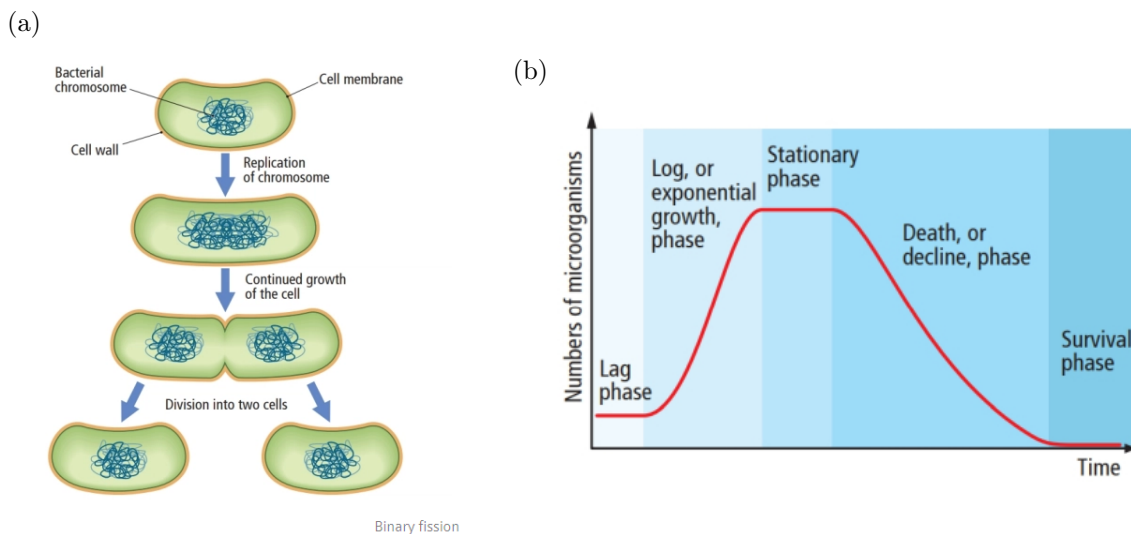 (a)
Bacterial
chromosome
Cell membrane
Cell wall
Replication
of chromosome
Continued growth
of the cell
Division into two cells
Binary fission
(b)
Numbers of microorganisms
Lag
phase
Log, or
exponential
growth,
phase
Stationary
phase
Death, or
decline, phase
Survival
phase
Time